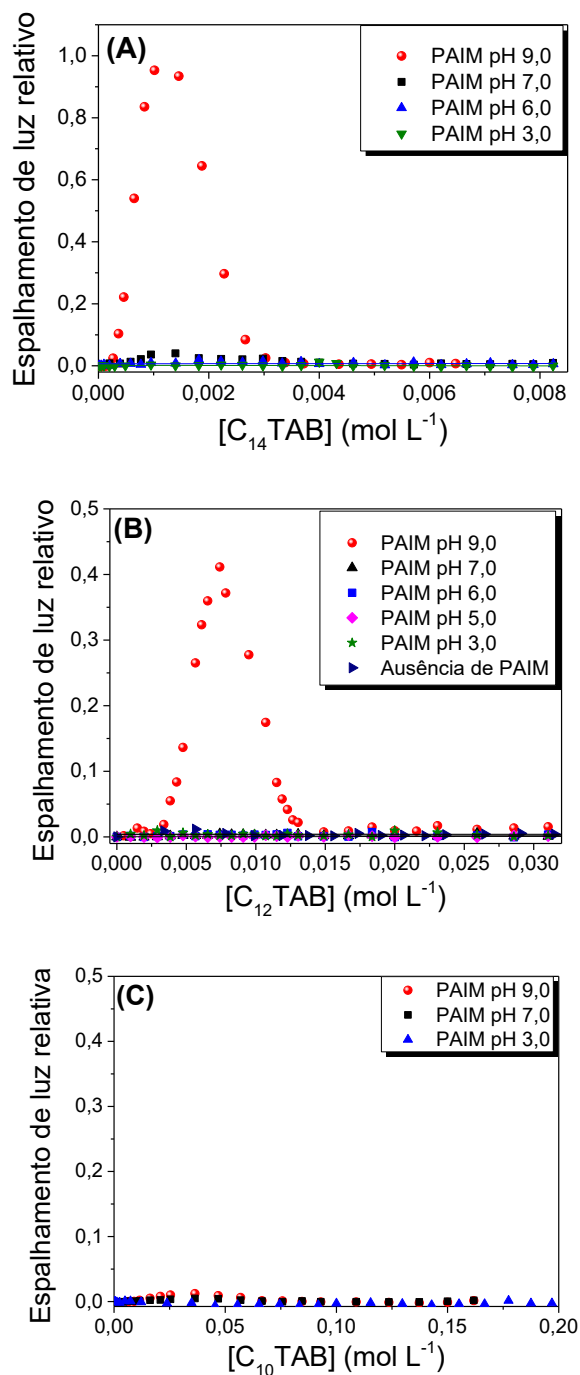 (A)
PAIM pH 9,0
PAIM pH 7,0
PAIM pH 6,0
PAIM pH 3,0
Espalhamento de luz relativo
1,0
0,8
0,6
0,4
0,2
0,0
0,000 0,002 0,004 0,006 0,008
[C₁₄TAB] (mol L⁻¹)
(B)
PAIM pH 9,0
PAIM pH 7,0
PAIM pH 6,0
PAIM pH 5,0
PAIM pH 3,0
Ausência de PAIM
Espalhamento de luz relativo
0,5
0,4
0,3
0,2
0,1
0,0
0,000 0,005 0,010 0,015 0,020 0,025 0,030
[C₁₂TAB] (mol L⁻¹)
(C)
PAIM pH 9,0
PAIM pH 7,0
PAIM pH 3,0
Espalhamento de luz relativa
0,5
0,4
0,3
0,2
0,1
0,0
0,00 0,05 0,10 0,15 0,20
[C₁₀TAB] (mol L⁻¹)